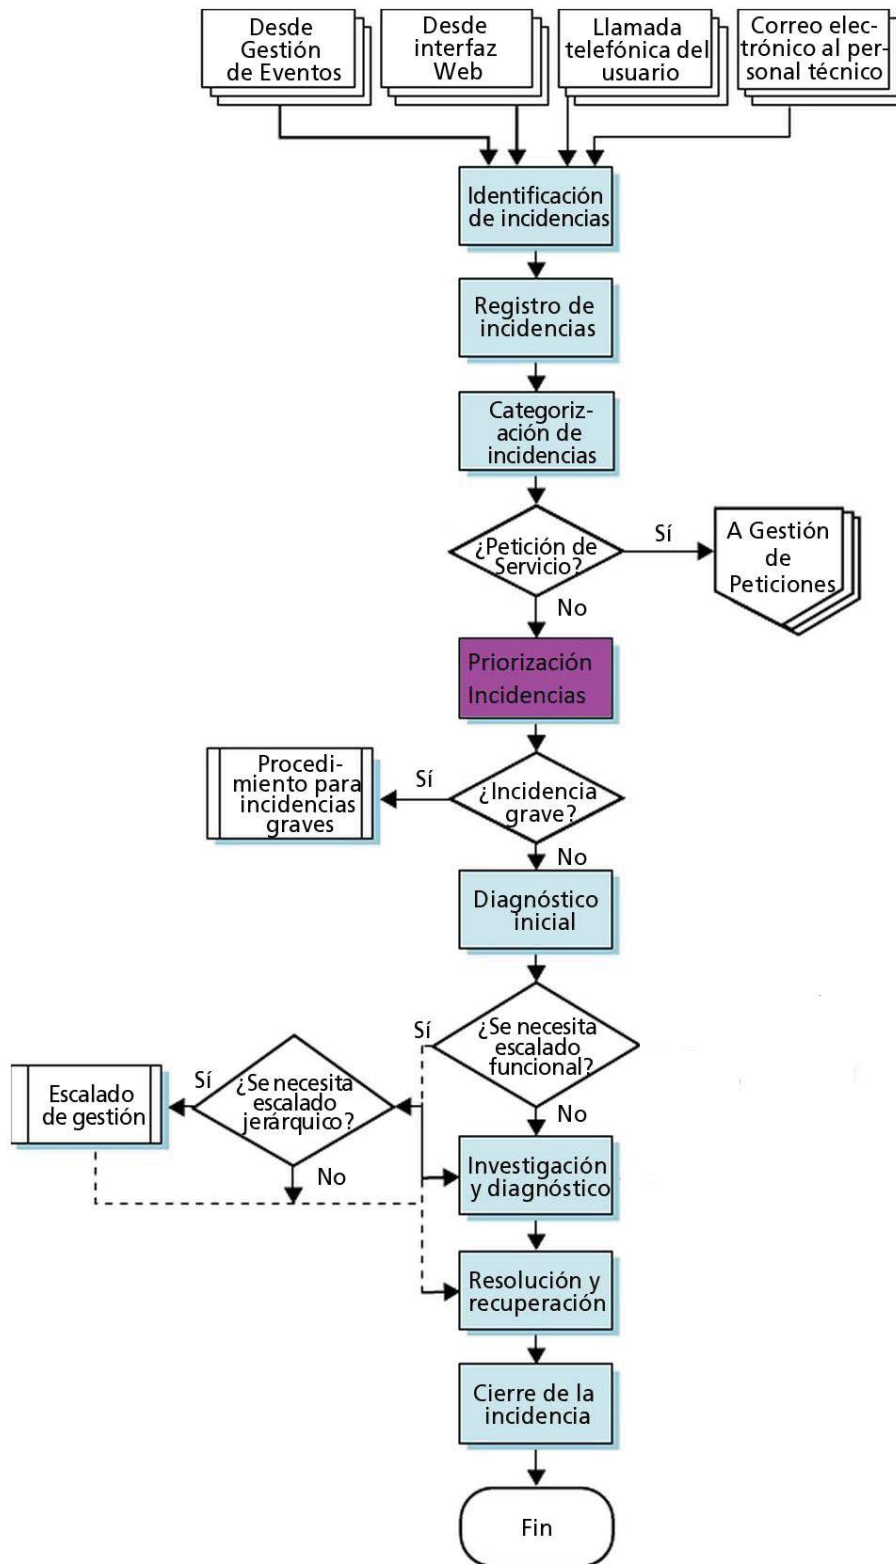 Desde
Gestión
de Eventos
Desde
interfaz
Web
Llamada
telefónica del
usuario
Correo elec-
trónico al per-
sonal técnico
Identificación
de incidencias
Registro de
incidencias
Categoriz-
ación de
incidencias
¿Petición de
Servicio?
Sí
A Gestión
de
Peticiones
No
Priorización
Incidencias
¿Incidencia
grave?
Sí
Procedi-
miento para
incidencias
graves
No
Diagnóstico
inicial
¿Se necesita
escalado
funcional?
Sí
No
¿Se necesita
escalado
jerárquico?
Sí
Escalado
de gestión
No
Investigación
y diagnóstico
Resolución y
recuperación
Cierre de la
incidencia
Fin